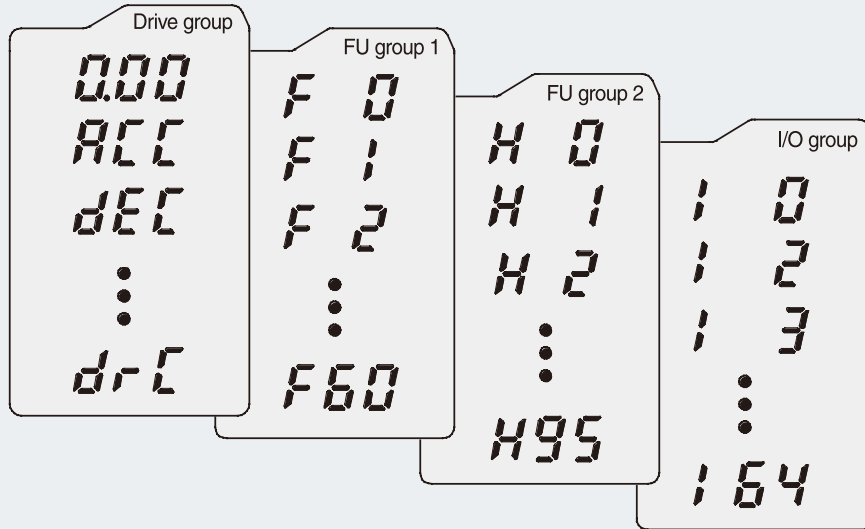 Drive group
0.00
ACC
dEC
drC
FU group 1
F 0
F 1
F 2
F60
FU group 2
H 0
H 1
H 2
H95
I/O group
I 0
I 2
I 3
I 64